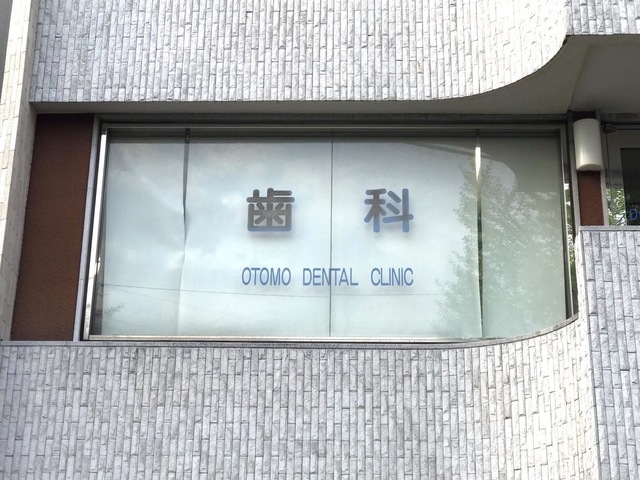 歯科
OTOMO DENTAL CLINIC